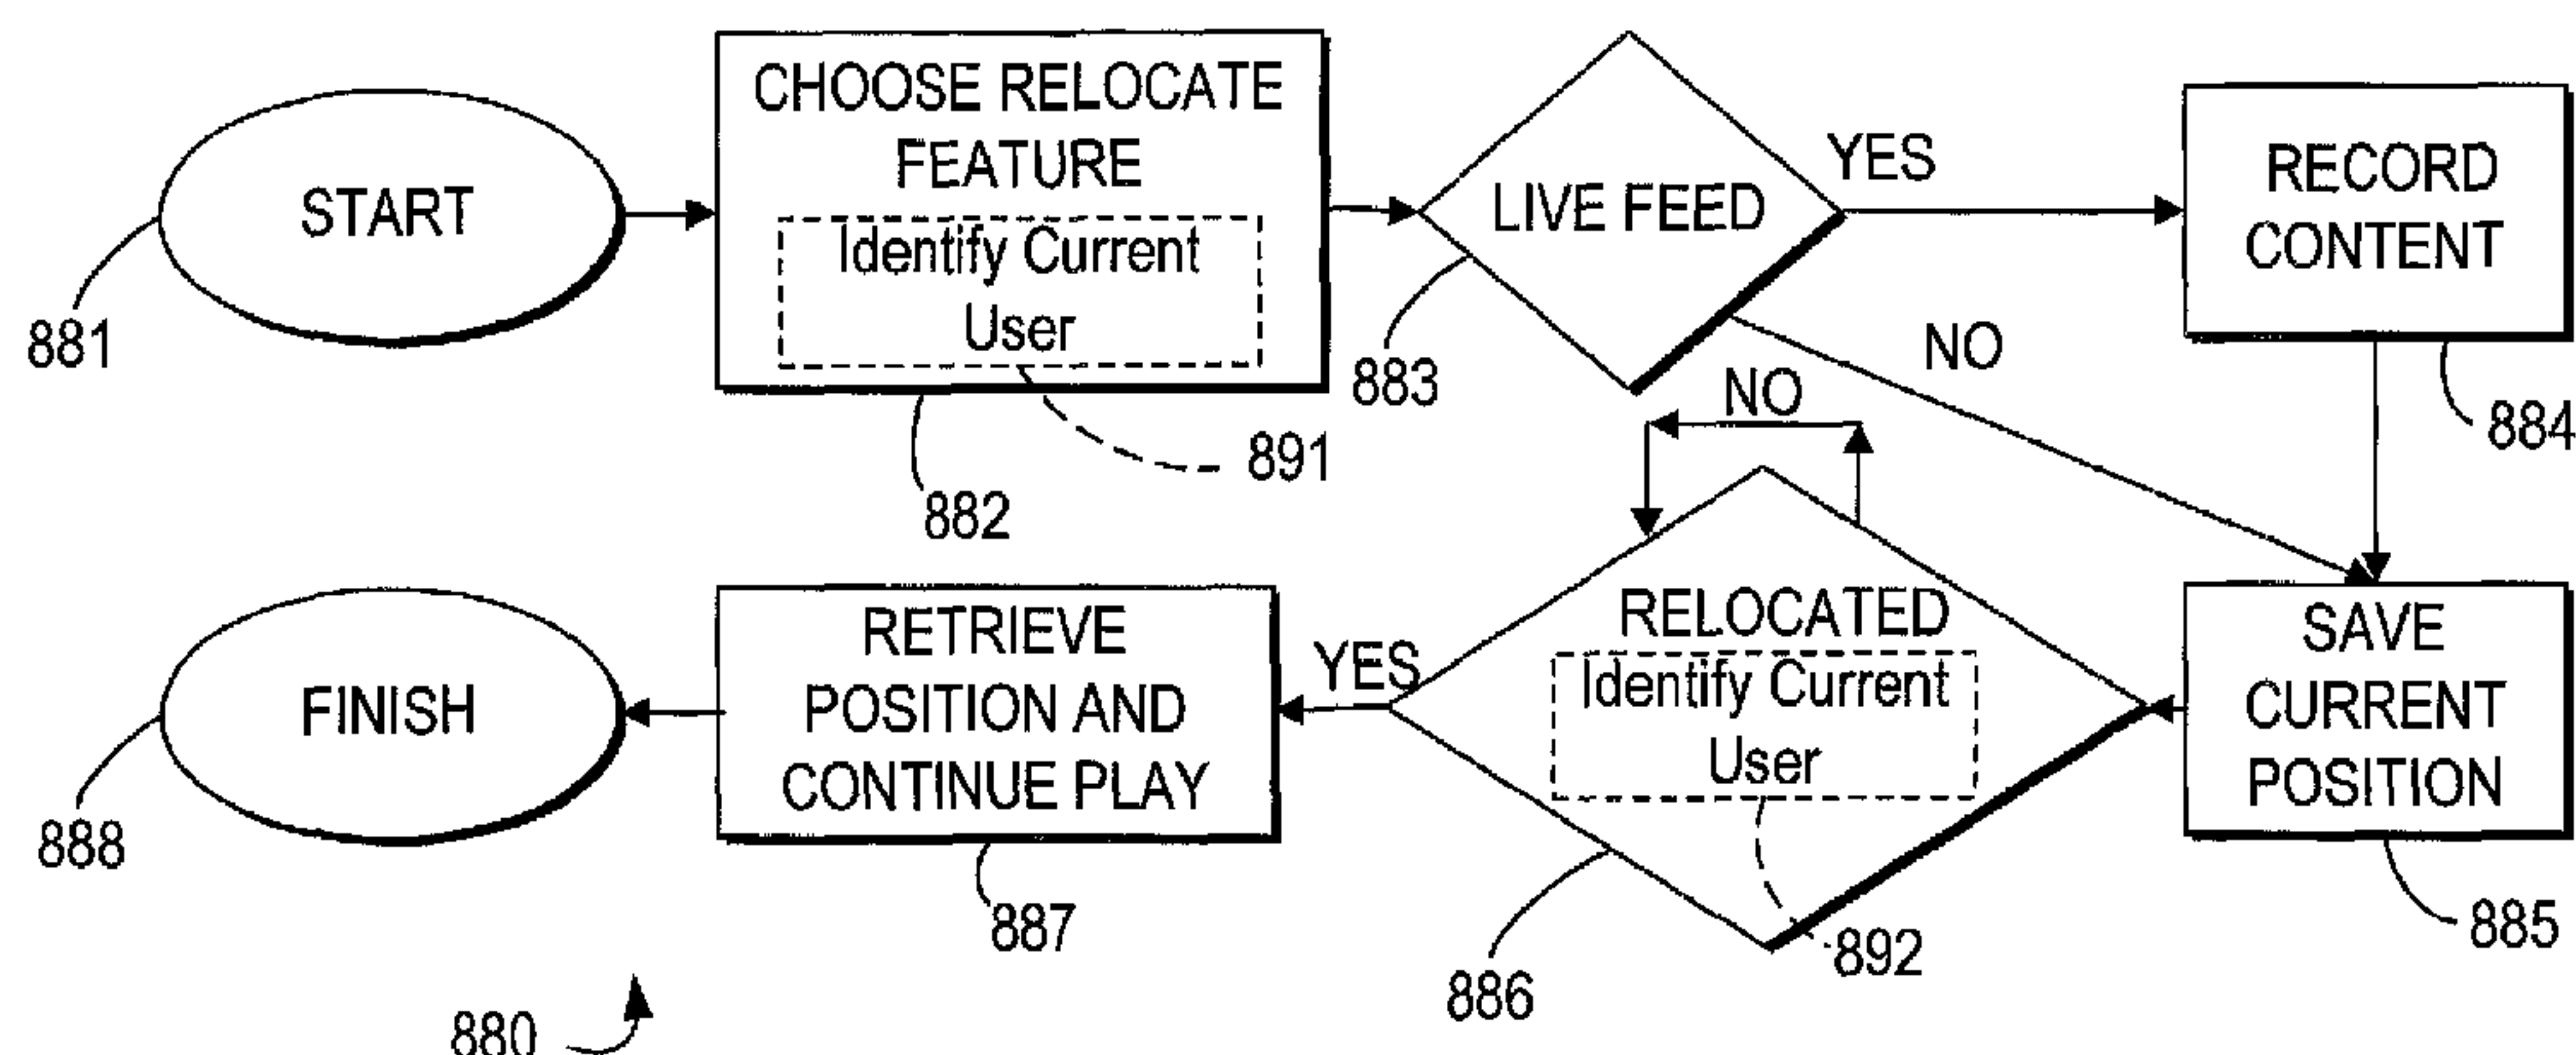 START
881
CHOOSE RELOCATE
FEATURE
Identify Current
User
891
882
LIVE FEED
883
YES
NO
RECORD
CONTENT
884
SAVE
CURRENT
POSITION
885
NO
RELOCATED
Identify Current
User
892
886
YES
RETRIEVE
POSITION AND
CONTINUE PLAY
887
FINISH
888
880